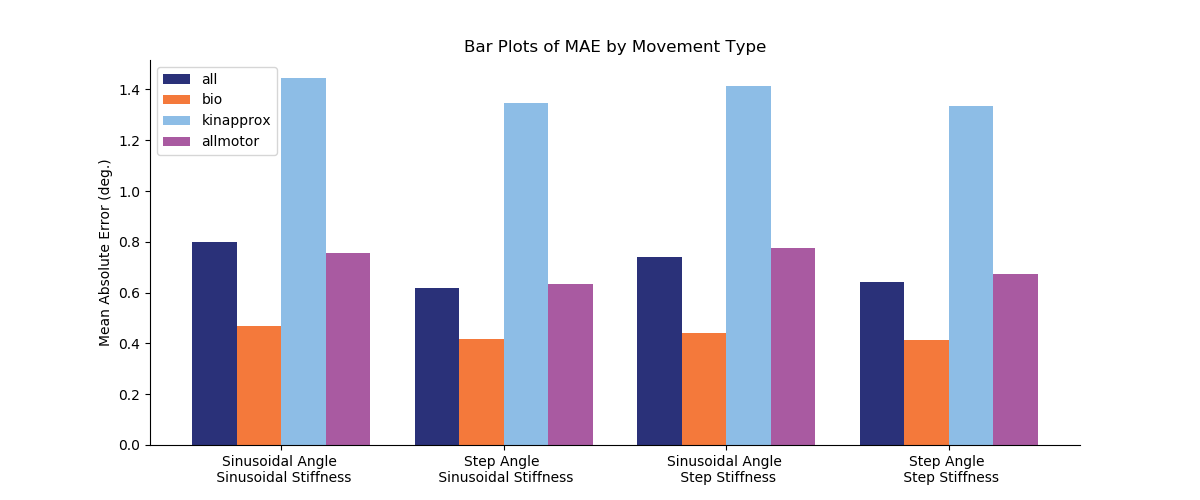 Bar Plots of MAE by Movement Type
all
bio
kinapprox
allmotor
Mean Absolute Error (deg.)
1.4
1.2
1.0
0.8
0.6
0.4
0.2
0.0
Sinusoidal Angle
Sinusoidal Stiffness
Step Angle
Sinusoidal Stiffness
Sinusoidal Angle
Step Stiffness
Step Angle
Step Stiffness